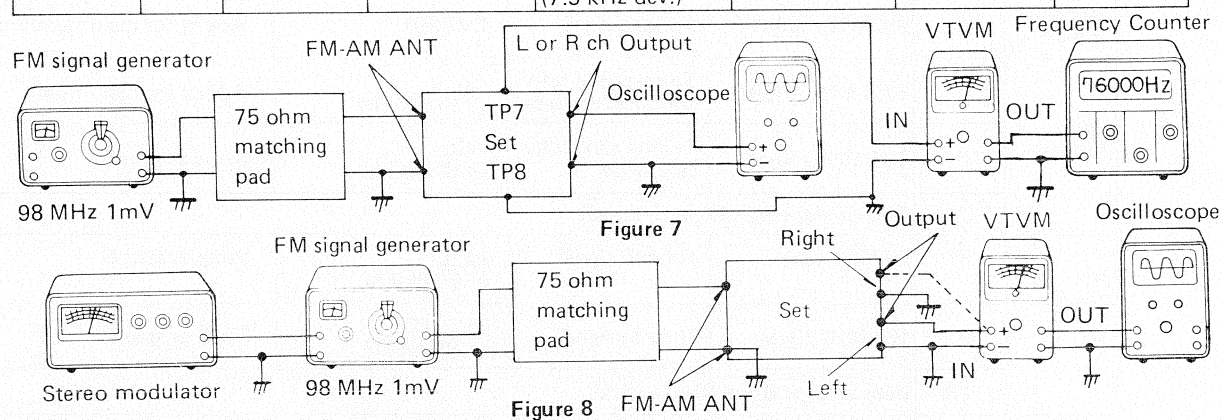 (7.5 kHz dev.)
FM signal generator
FM-AM ANT
L or R ch Output
VTVM
Frequency Counter
75 ohm
matching
pad
TP7
Set
TP8
Oscilloscope
IN
OUT
76000Hz
98 MHz 1mV
Figure 7
Output
FM signal generator
Right
VTVM
Oscilloscope
75 ohm
matching
pad
Set
OUT
IN
Stereo modulator
98 MHz 1mV
Left
Figure 8
FM-AM ANT